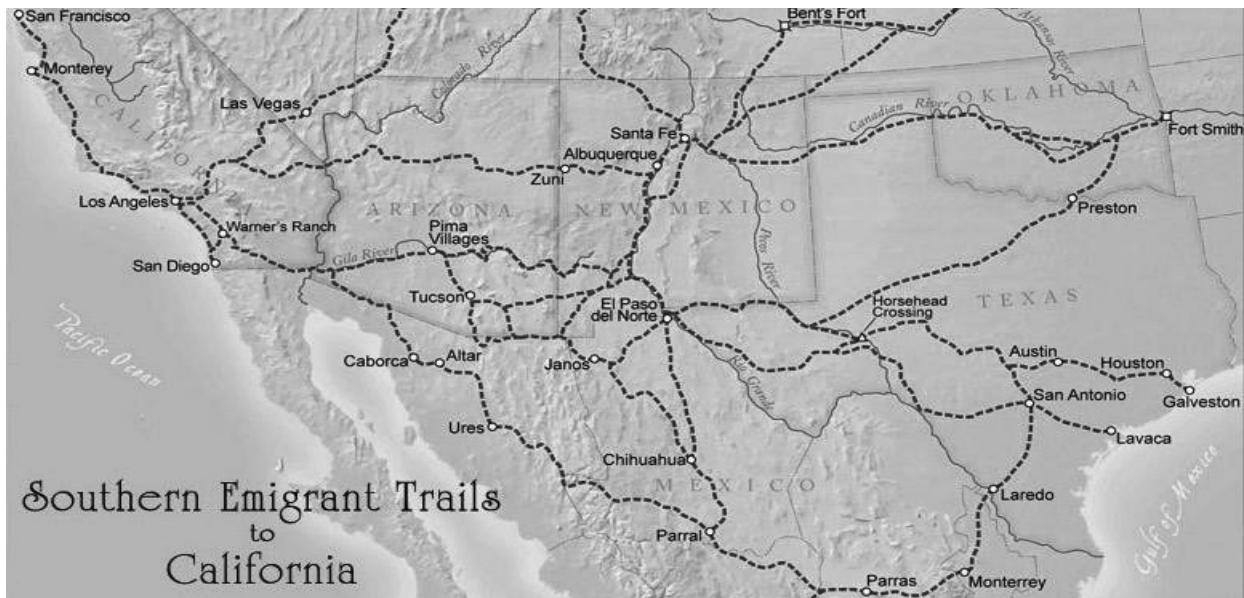 San Francisco
Bent's Fort
Arkansas River
Monterey
Colorado River
CALIFORNIA
Las Vegas
OKLAHOMA
Canadian River
Fort Smith
Santa Fe
Albuquerque
Zuni
Los Angeles
ARIZONA
NEW MEXICO
Preston
Warner's Ranch
Pima
Villages
Gila River
Pecos River
San Diego
Tucson
El Paso
del Norte
Horsehead
Crossing
TEXAS
Pacific Ocean
Caborca
Altar
Janos
Rio Grande
Austin
Houston
San Antonio
Galveston
Ures
Lavaca
Chihuahua
MEXICO
Gulf of Mexico
Laredo
Southern Emigrant Trails
to
California
Parral
Parras
Monterrey